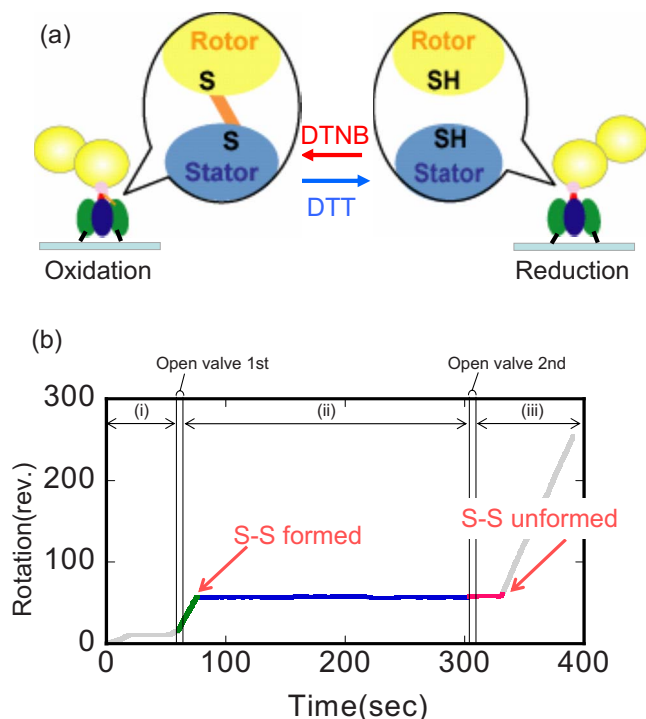 (a)
Rotor
S
S
Stator
DTNB
DTT
Rotor
SH
SH
Stator
Oxidation
Reduction
(b)
Open valve 1st
Open valve 2nd
300
(i)
(ii)
(iii)
200
S-S formed
S-S unformed
100
0
Rotation(rev.)
0
100
200
300
400
Time(sec)